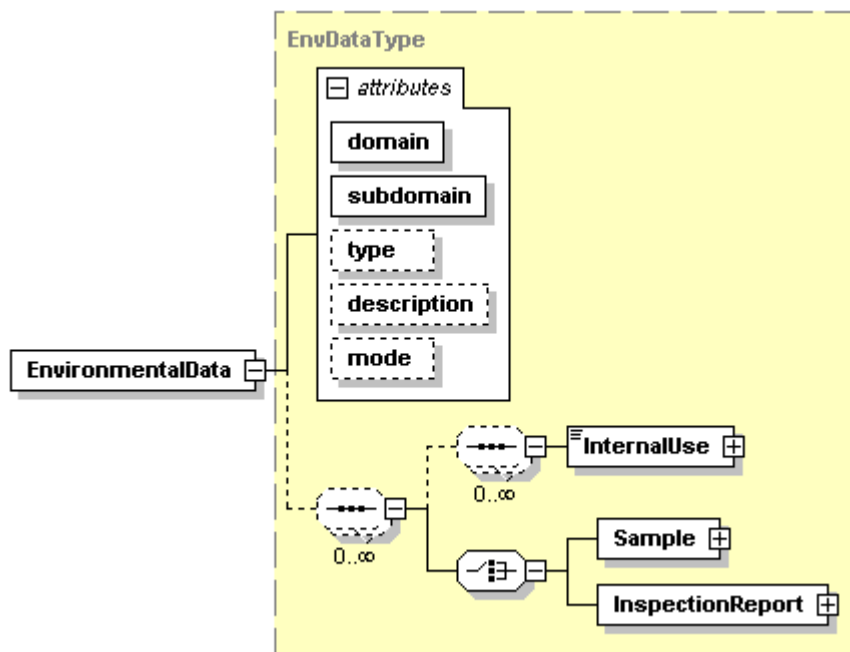 EnvDataType
attributes
domain
subdomain
type
description
mode
EnvironmentalData
InternalUse
0..∞
0..∞
Sample
InspectionReport